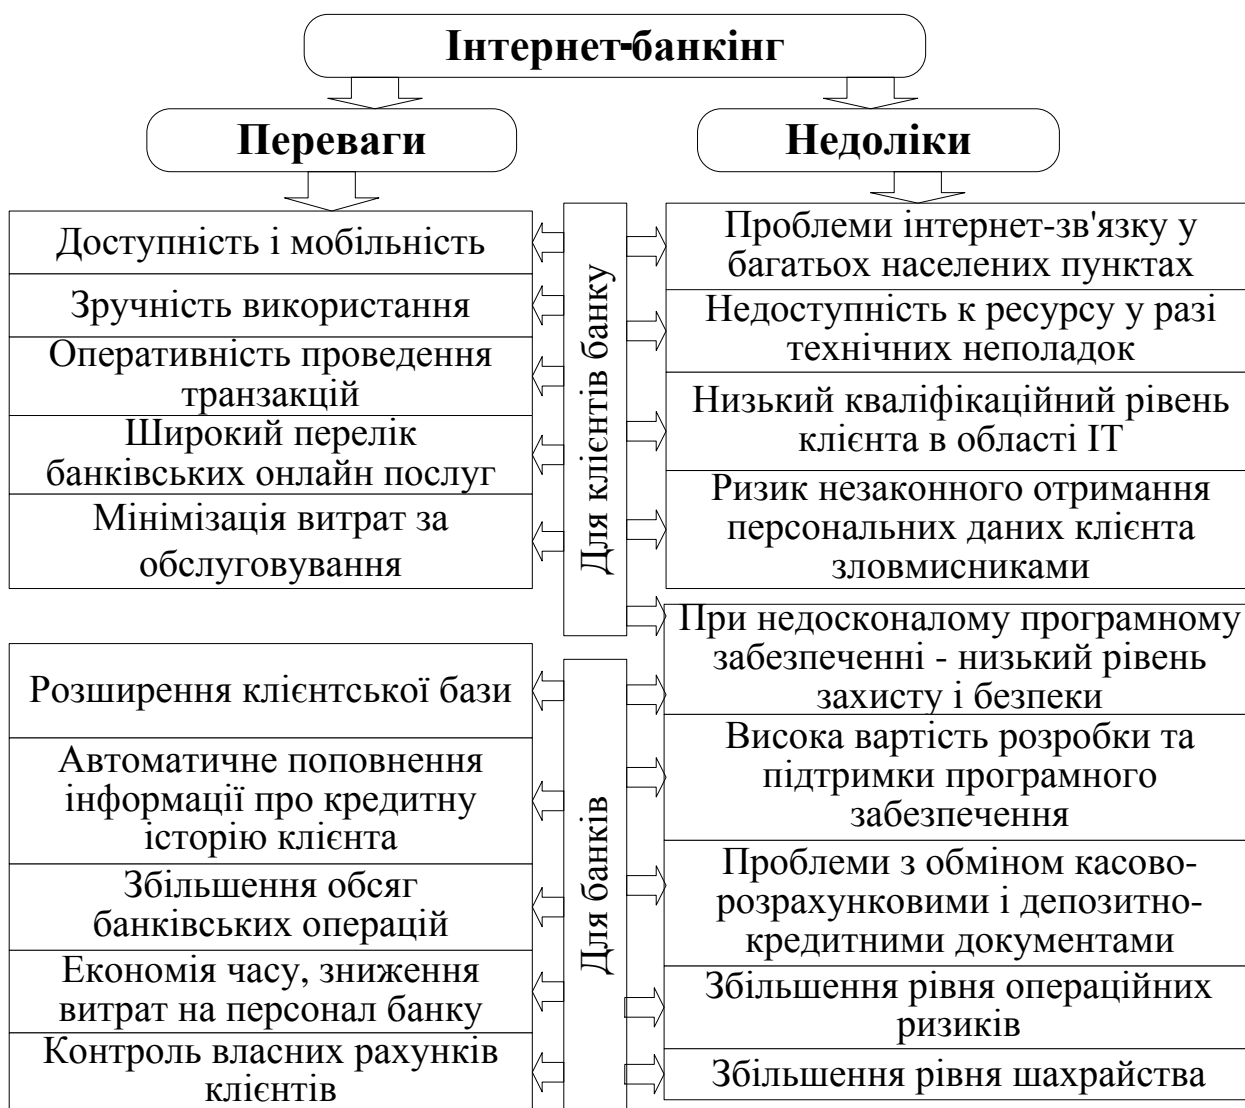 Інтернет-банкінг
Переваги
Недоліки
Доступність і мобільність
Зручність використання
Оперативність проведення
транзакцій
Широкий перелік
банківських онлайн послуг
Мінімізація витрат за
обслуговування
Для клієнтів банку
Проблеми інтернет-зв'язку у
багатьох населених пунктах
Недоступність к ресурсу у разі
технічних неполадок
Низький кваліфікаційний рівень
клієнта в області ІТ
Ризик незаконного отримання
персональних даних клієнта
зловмисниками
При недосконалому програмному
забезпеченні - низький рівень
захисту і безпеки
Розширення клієнтської бази
Автоматичне поповнення
інформації про кредитну
історію клієнта
Збільшення обсяг
банківських операцій
Економія часу, зниження
витрат на персонал банку
Контроль власних рахунків
клієнтів
Для банків
Висока вартість розробки та
підтримки програмного
забезпечення
Проблеми з обміном касово-
розрахунковими і депозитно-
кредитними документами
Збільшення рівня операційних
ризиків
Збільшення рівня шахрайства